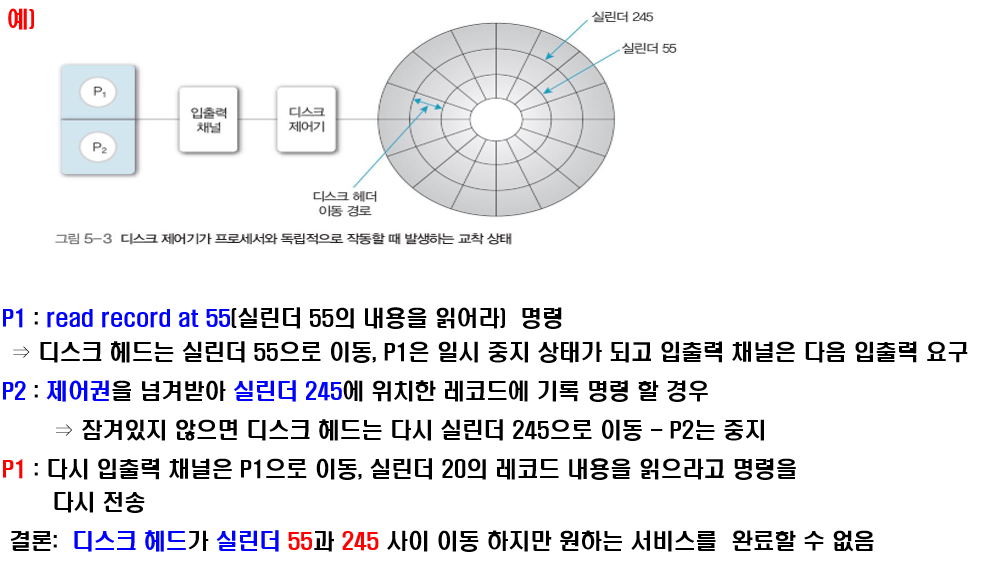 예)
실린더 245
실린더 55
P1
P2
입출력
채널
디스크
제어기
디스크 헤더
이동 경로
그림 5-3 디스크 제어기가 프로세서와 독립적으로 작동할 때 발생하는 교착 상태
P1 : read record at 55(실린더 55의 내용을 읽어라) 명령
⇒ 디스크 헤드는 실린더 55으로 이동, P1은 일시 중지 상태가 되고 입출력 채널은 다음 입출력 요구
P2 : 제어권을 넘겨받아 실린더 245에 위치한 레코드에 기록 명령 할 경우
⇒ 잠겨있지 않으면 디스크 헤드는 다시 실린더 245으로 이동 - P2는 중지
P1 : 다시 입출력 채널은 P1으로 이동, 실린더 20의 레코드 내용을 읽으라고 명령을
다시 전송
결론: 디스크 헤드가 실린더 55과 245 사이 이동 하지만 원하는 서비스를 완료할 수 없음